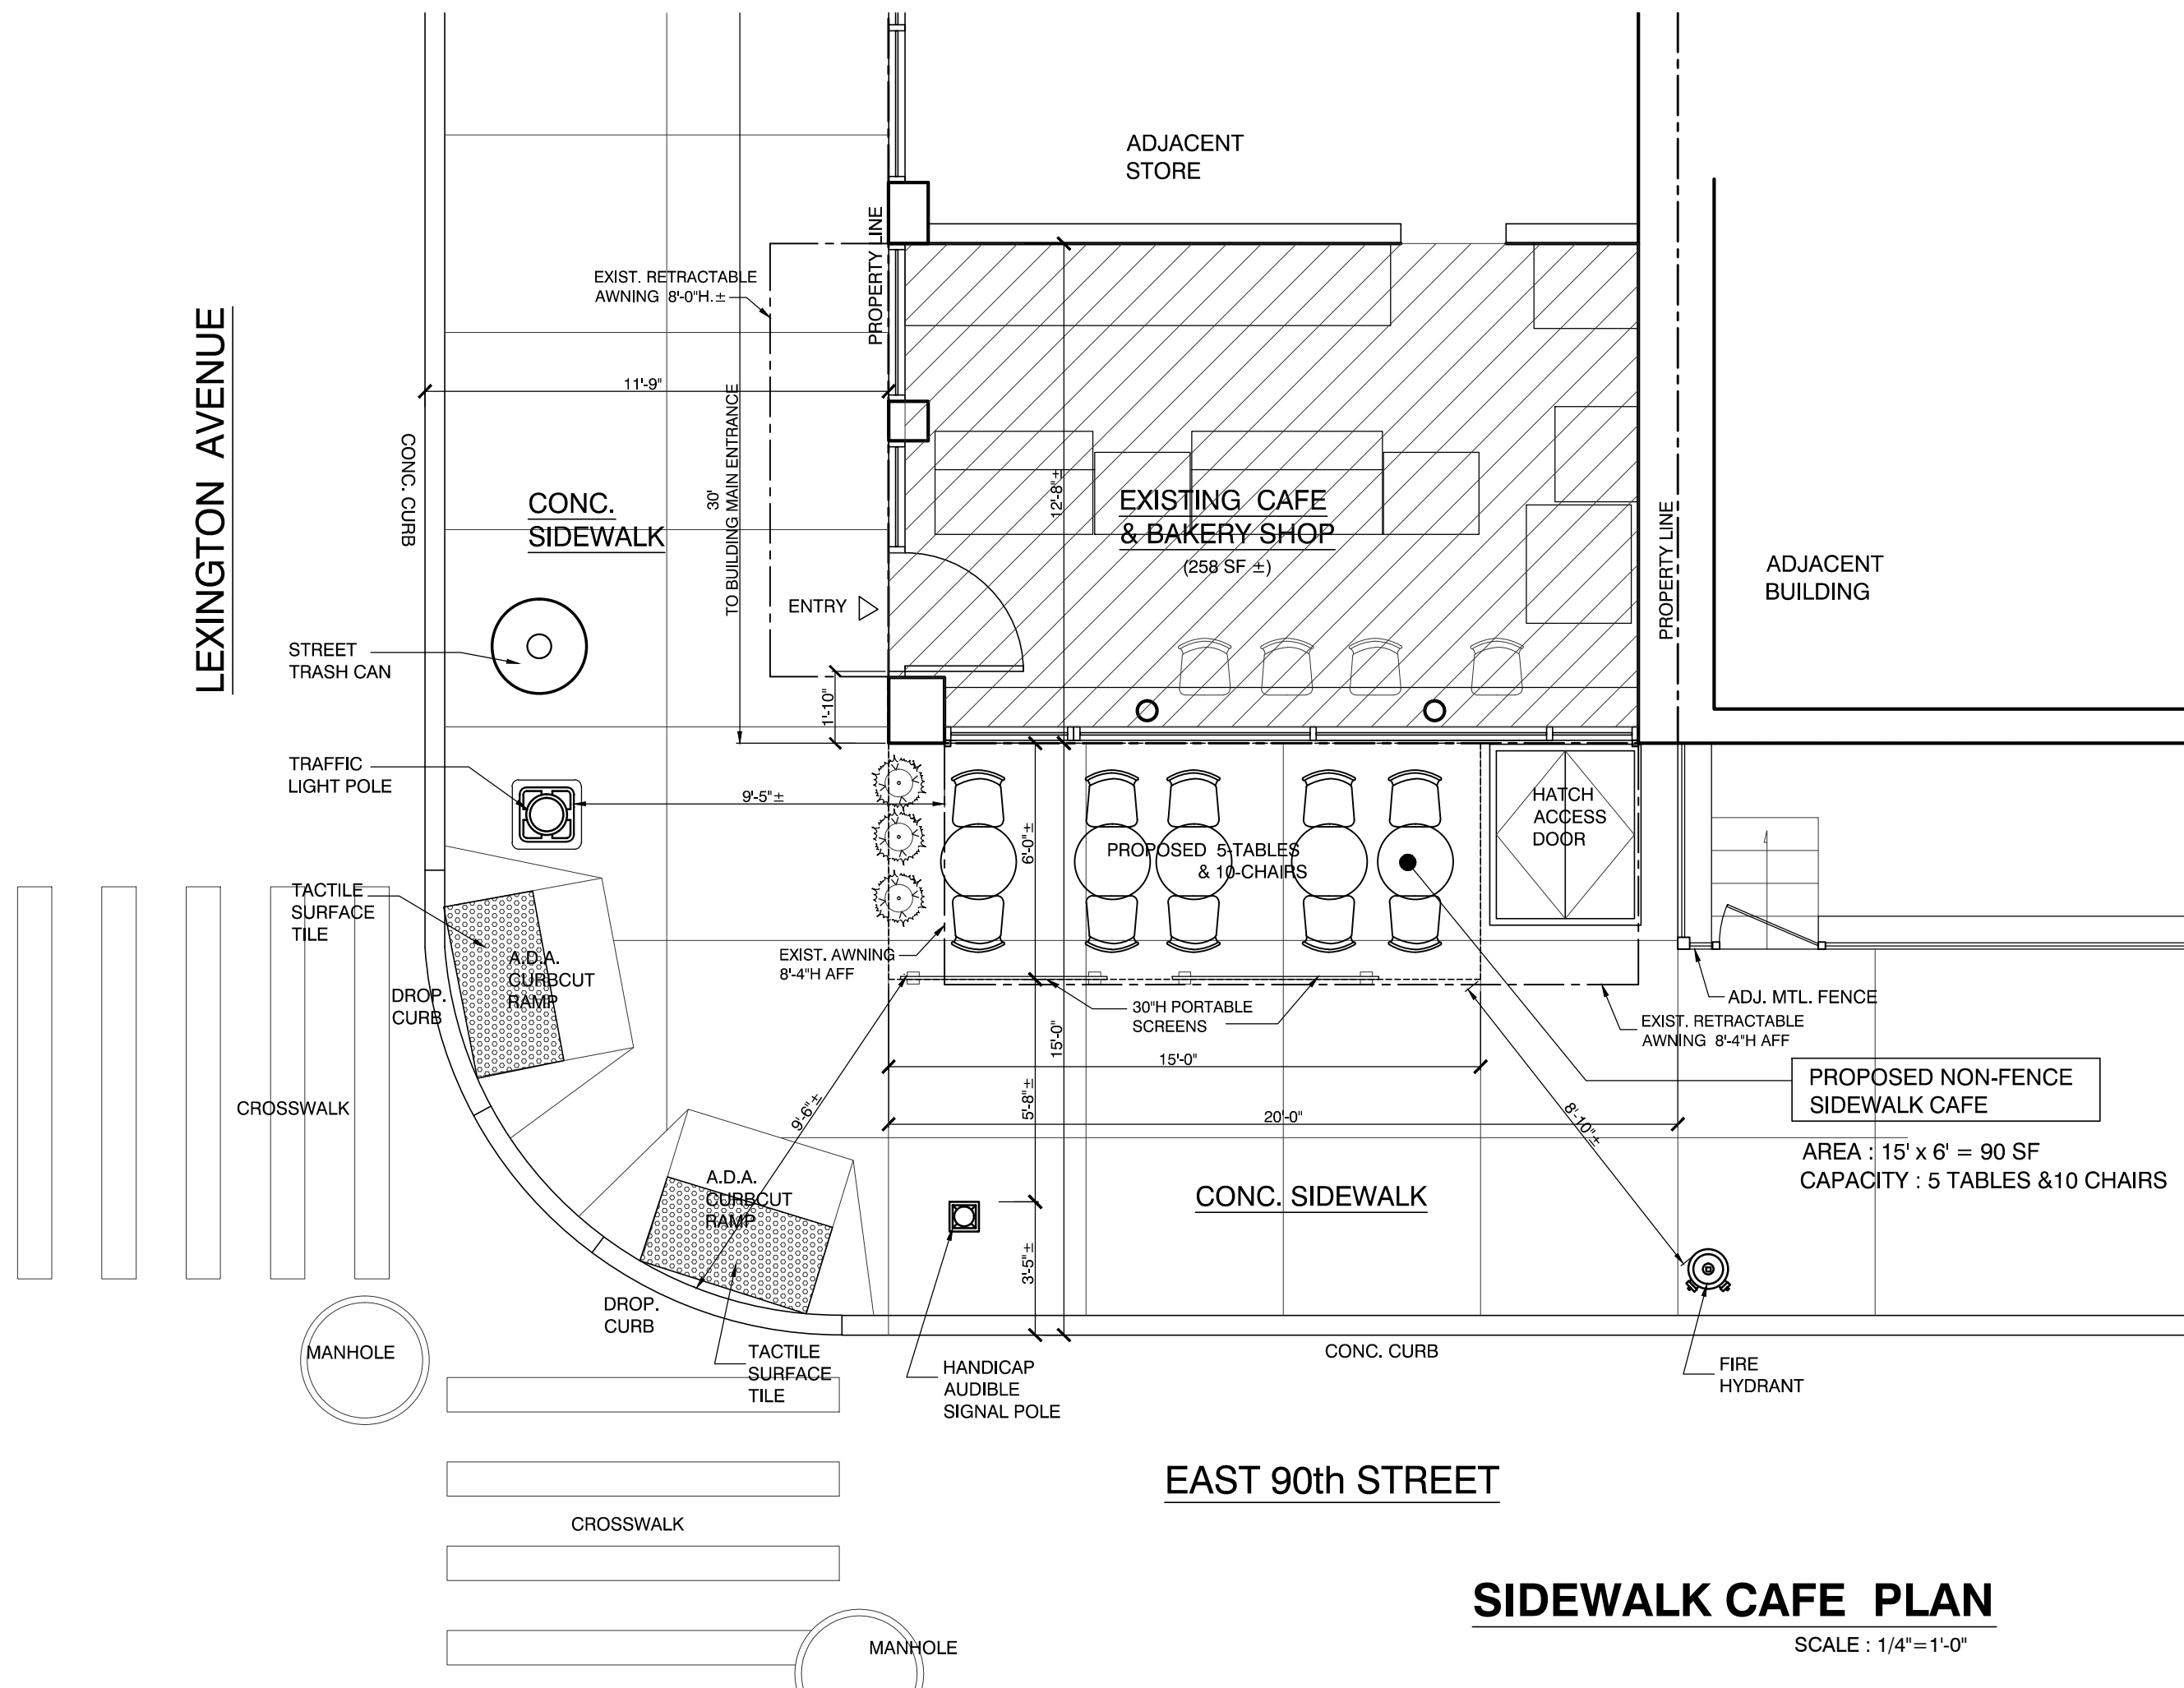 ADJACENT
STORE
PROPERTY LINE
EXIST. RETRACTABLE
AWNING 8'-0"H.±
LEXINGTON AVENUE
11'-9"
CONC. CURB
30'
TO BUILDING MAIN ENTRANCE
CONC.
SIDEWALK
12'-8"±
EXISTING CAFE
& BAKERY SHOP
(258 SF ±)
PROPERTY LINE
ADJACENT
BUILDING
ENTRY
STREET
TRASH CAN
1'-10"
TRAFFIC
LIGHT POLE
9'-5"±
6'-0"±
HATCH
ACCESS
DOOR
PROPOSED 5-TABLES
& 10-CHAIRS
TACTILE
SURFACE
TILE
A.D.A.
CURBCUT
RAMP
EXIST. AWNING
8'-4"H AFF
DROP.
CURB
30"H PORTABLE
SCREENS
ADJ. MTL. FENCE
EXIST. RETRACTABLE
AWNING 8'-4"H AFF
15'-0"
15'-0"
PROPOSED NON-FENCE
SIDEWALK CAFE
CROSSWALK
9'-6"±
5'-8"±
20'-0"
8'-10"±
AREA : 15' x 6' = 90 SF
CAPACITY : 5 TABLES &10 CHAIRS
A.D.A.
CURBCUT
RAMP
CONC. SIDEWALK
3'-5"±
DROP.
CURB
MANHOLE
TACTILE
SURFACE
TILE
HANDICAP
AUDIBLE
SIGNAL POLE
CONC. CURB
FIRE
HYDRANT
EAST 90th STREET
CROSSWALK
SIDEWALK CAFE PLAN
SCALE : 1/4"=1'-0"
MANHOLE